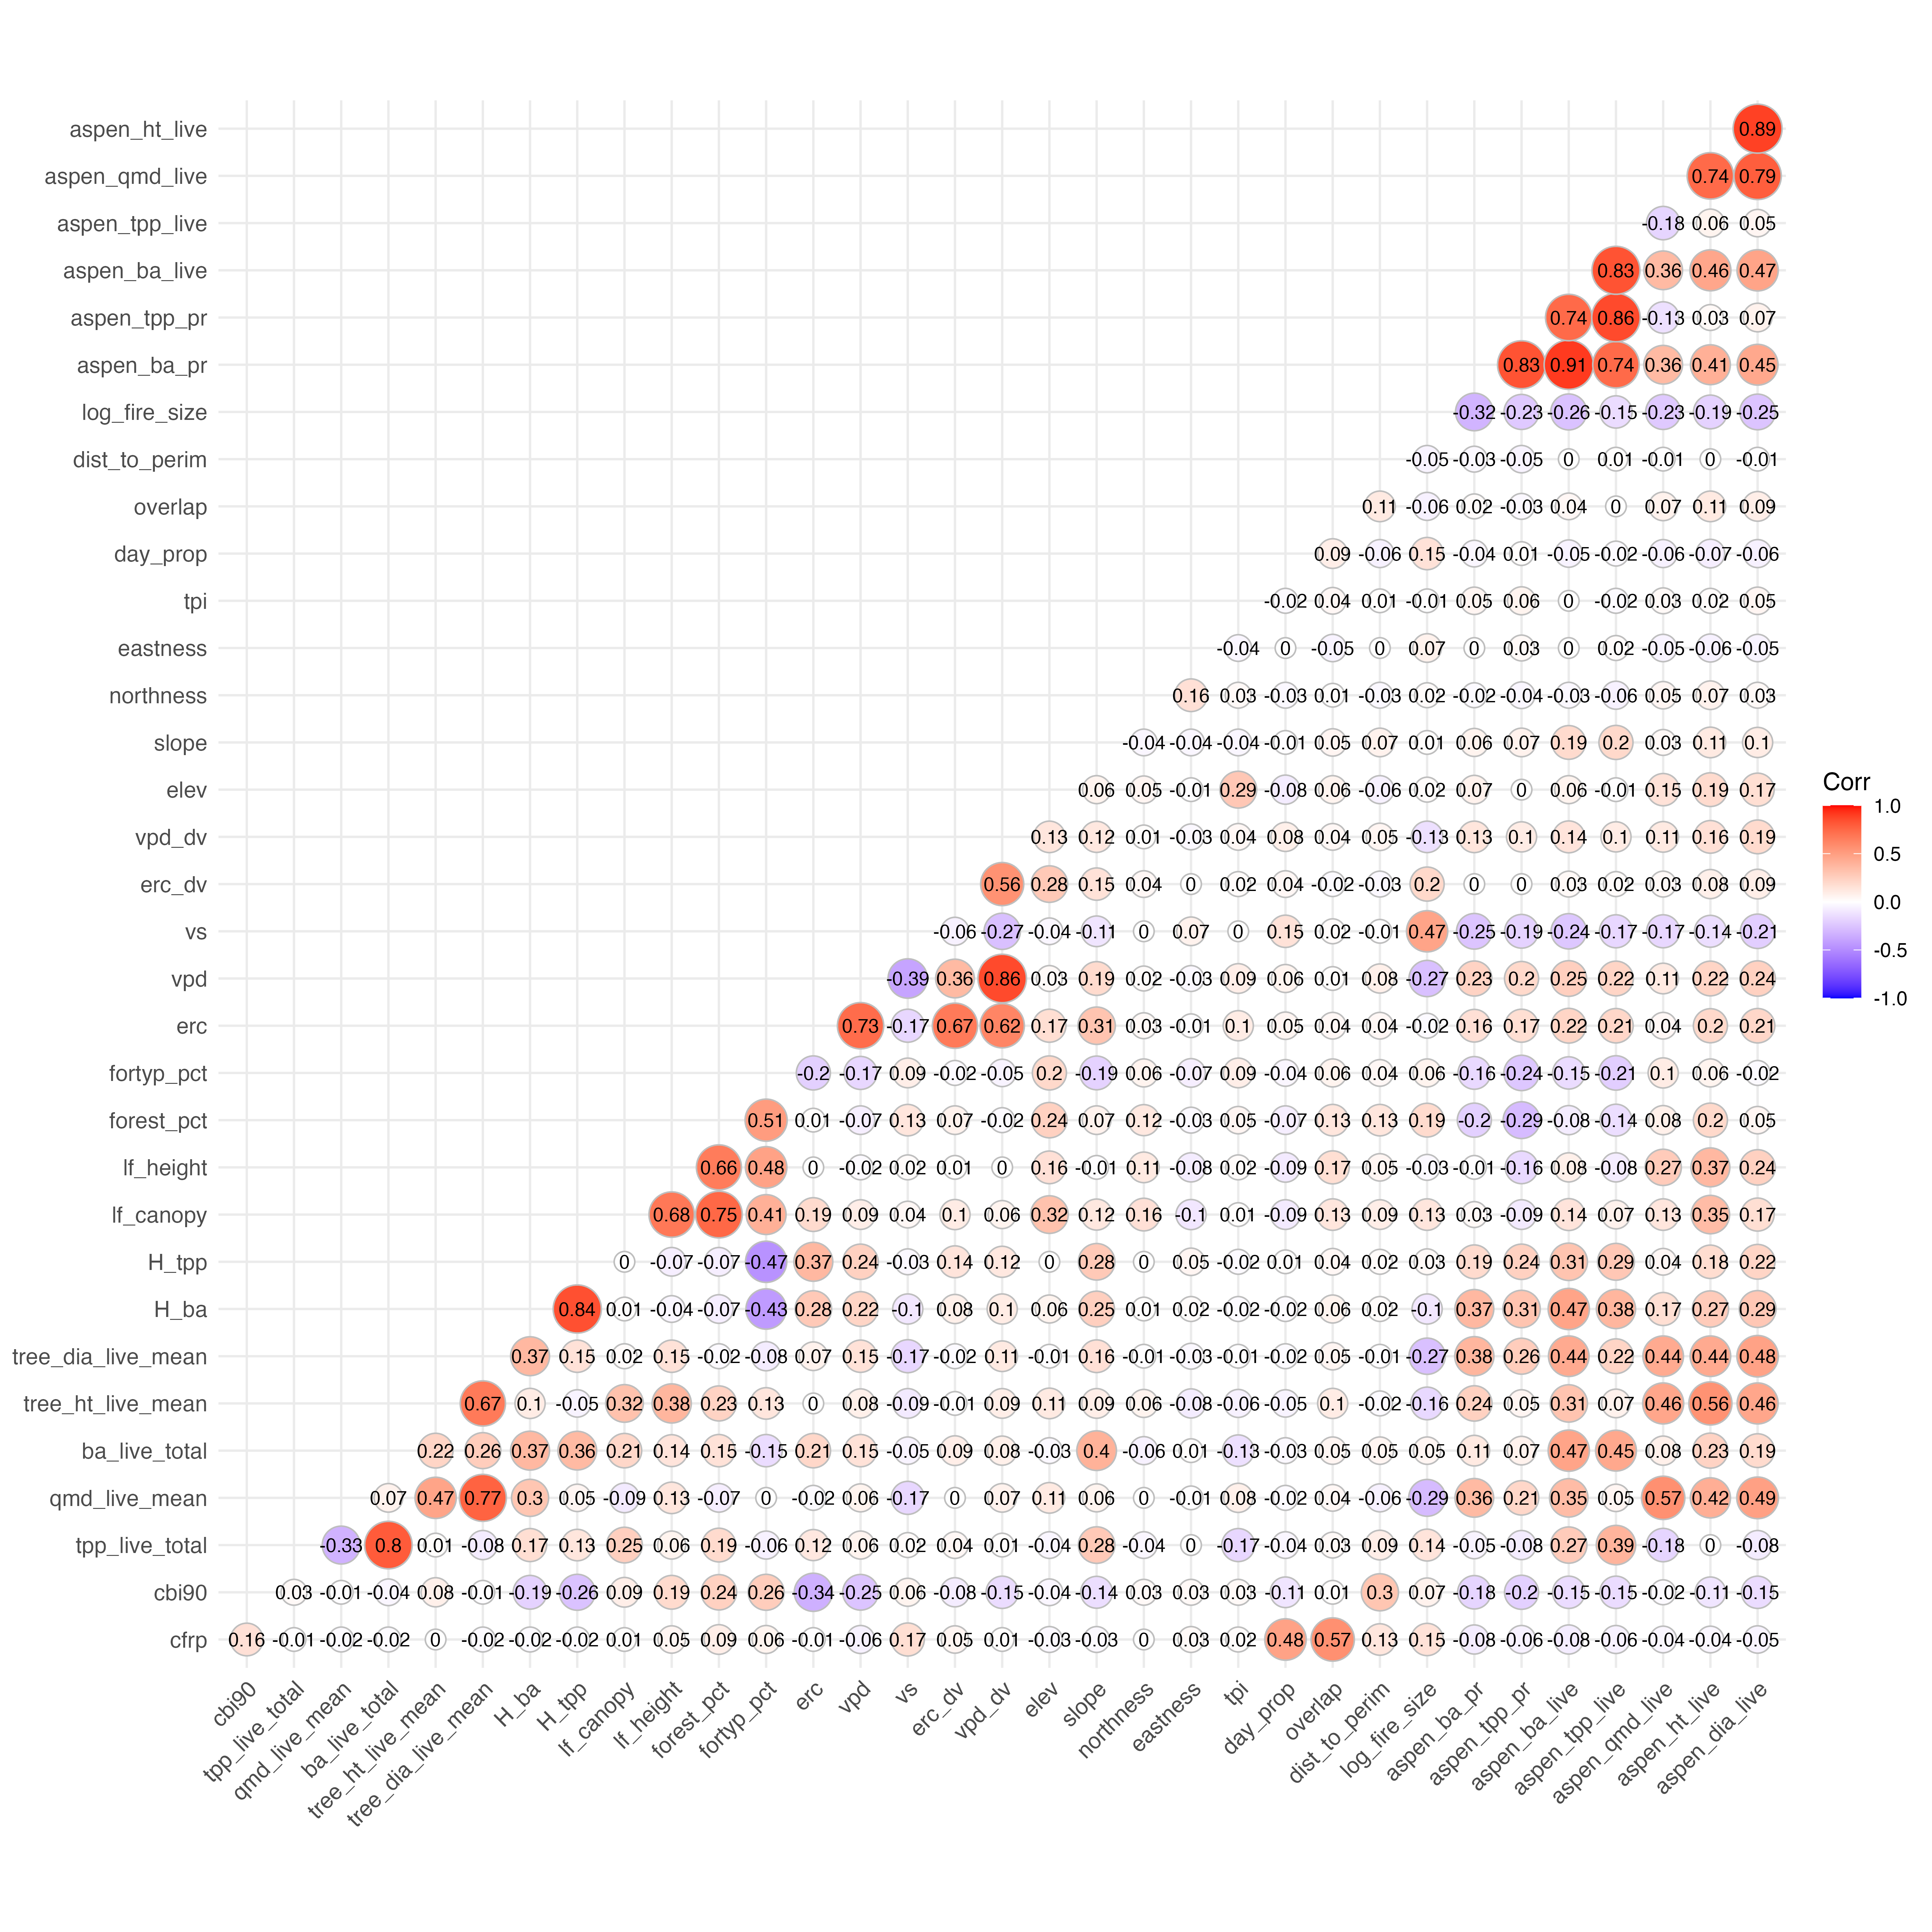 aspen_ht_live 0.89
aspen_qmd_live 0.74 0.79
aspen_tpp_live -0.18 0.06 0.05
aspen_ba_live 0.83 0.36 0.46 0.47
aspen_tpp_pr 0.74 0.86 -0.13 0.03 0.07
aspen_ba_pr 0.83 0.91 0.74 0.36 0.41 0.45
log_fire_size -0.32 -0.23 -0.26 -0.15 -0.23 -0.19 -0.25
dist_to_perim -0.05 -0.03 -0.05 0 0.01 -0.01 0 -0.01
overlap 0.11 -0.06 0.02 -0.03 0.04 0 0.07 0.11 0.09
day_prop 0.09 -0.06 0.15 -0.04 0.01 -0.05 -0.02 -0.06 -0.07 -0.06
tpi -0.02 0.04 0.01 -0.01 0.05 0.06 0 -0.02 0.03 0.02 0.05
eastness -0.04 0 -0.05 0 0.07 0 0.03 0 0.02 -0.05 -0.06 -0.05
northness 0.16 0.03 -0.03 0.01 -0.03 0.02 -0.02 -0.04 -0.03 -0.06 0.05 0.07 0.03
slope -0.04 -0.04 -0.04 -0.01 0.05 0.07 0.01 0.06 0.07 0.19 0.2 0.03 0.11 0.1
elev 0.06 0.05 -0.01 0.29 -0.08 0.06 -0.06 0.02 0.07 0 0.06 -0.01 0.15 0.19 0.17
vpd_dv 0.13 0.12 0.01 -0.03 0.04 0.08 0.04 0.05 -0.13 0.13 0.1 0.14 0.1 0.11 0.16 0.19
erc_dv 0.56 0.28 0.15 0.04 0 0.02 0.04 -0.02 -0.03 0.2 0 0 0.03 0.02 0.03 0.08 0.09
vs -0.06 -0.27 -0.04 -0.11 0 0.07 0 0.15 0.02 -0.01 0.47 -0.25 -0.19 -0.24 -0.17 -0.17 -0.14 -0.21
vpd -0.39 0.36 0.86 0.03 0.19 0.02 -0.03 0.09 0.06 0.01 0.08 -0.27 0.23 0.2 0.25 0.22 0.11 0.22 0.24
erc 0.73 -0.17 0.67 0.62 0.17 0.31 0.03 -0.01 0.1 0.05 0.04 0.04 -0.02 0.16 0.17 0.22 0.21 0.04 0.2 0.21
fortyp_pct -0.2 -0.17 0.09 -0.02 -0.05 0.2 -0.19 0.06 -0.07 0.09 -0.04 0.06 0.04 0.06 -0.16 -0.24 -0.15 -0.21 0.1 0.06 -0.02
forest_pct 0.51 0.01 -0.07 0.13 0.07 -0.02 0.24 0.07 0.12 -0.03 0.05 -0.07 0.13 0.13 0.19 -0.2 -0.29 -0.08 -0.14 0.08 0.2 0.05
lf_height 0.66 0.48 0 -0.02 0.02 0.01 0 0.16 -0.01 0.11 -0.08 0.02 -0.09 0.17 0.05 -0.03 -0.01 -0.16 0.08 -0.08 0.27 0.37 0.24
lf_canopy 0.68 0.75 0.41 0.19 0.09 0.04 0.1 0.06 0.32 0.12 0.16 -0.1 0.01 -0.09 0.13 0.09 0.13 0.03 -0.09 0.14 0.07 0.13 0.35 0.17
H_tpp 0 -0.07 -0.07 -0.47 0.37 0.24 -0.03 0.14 0.12 0 0.28 0 0.05 -0.02 0.01 0.04 0.02 0.03 0.19 0.24 0.31 0.29 0.04 0.18 0.22
H_ba 0.84 0.01 -0.04 -0.07 -0.43 0.28 0.22 -0.1 0.08 0.1 0.06 0.25 0.01 0.02 -0.02 -0.02 0.06 0.02 -0.1 0.37 0.31 0.47 0.38 0.17 0.27 0.29
tree_dia_live_mean 0.37 0.15 0.02 0.15 -0.02 -0.08 0.07 0.15 -0.17 -0.02 0.11 -0.01 0.16 -0.01 -0.03 -0.01 -0.02 0.05 -0.01 -0.27 0.38 0.26 0.44 0.22 0.44 0.44 0.48
tree_ht_live_mean 0.67 0.1 -0.05 0.32 0.38 0.23 0.13 0 0.08 -0.09 -0.01 0.09 0.11 0.09 0.06 -0.08 -0.06 -0.05 0.1 -0.02 -0.16 0.24 0.05 0.31 0.07 0.46 0.56 0.46
ba_live_total 0.22 0.26 0.37 0.36 0.21 0.14 0.15 -0.15 0.21 0.15 -0.05 0.09 0.08 -0.03 0.4 -0.06 0.01 -0.13 -0.03 0.05 0.05 0.05 0.11 0.07 0.47 0.45 0.08 0.23 0.19
qmd_live_mean 0.07 0.47 0.77 0.3 0.05 -0.09 0.13 -0.07 0 -0.02 0.06 -0.17 0 0.07 0.11 0.06 0 -0.01 0.08 -0.02 0.04 -0.06 -0.29 0.36 0.21 0.35 0.05 0.57 0.42 0.49
tpp_live_total -0.33 0.8 0.01 -0.08 0.17 0.13 0.25 0.06 0.19 -0.06 0.12 0.06 0.02 0.04 0.01 -0.04 0.28 -0.04 0 -0.17 -0.04 0.03 0.09 0.14 -0.05 -0.08 0.27 0.39 -0.18 0 -0.08
cbi90 0.03 -0.01 -0.04 0.08 -0.01 -0.19 -0.26 0.09 0.19 0.24 0.26 -0.34 -0.25 0.06 -0.08 -0.15 -0.04 -0.14 0.03 0.03 0.03 -0.11 0.01 0.3 0.07 -0.18 -0.2 -0.15 -0.15 -0.02 -0.11 -0.15
cfrp 0.16 -0.01 -0.02 -0.02 0 -0.02 -0.02 -0.02 0.01 0.05 0.09 0.06 -0.01 -0.06 0.17 0.05 0.01 -0.03 -0.03 0 0.03 0.02 0.48 0.57 0.13 0.15 -0.08 -0.06 -0.08 -0.06 -0.04 -0.04 -0.05
cbi90
tpp_live_total
qmd_live_mean
ba_live_total
tree_ht_live_mean
tree_dia_live_mean
H_ba
H_tpp
lf_canopy
lf_height
forest_pct
fortyp_pct
erc
vpd
vs
erc_dv
vpd_dv
elev
slope
northness
eastness
tpi
day_prop
overlap
dist_to_perim
log_fire_size
aspen_ba_pr
aspen_tpp_pr
aspen_ba_live
aspen_tpp_live
aspen_qmd_live
aspen_ht_live
aspen_dia_live
Corr
1.0
0.5
0.0
-0.5
-1.0